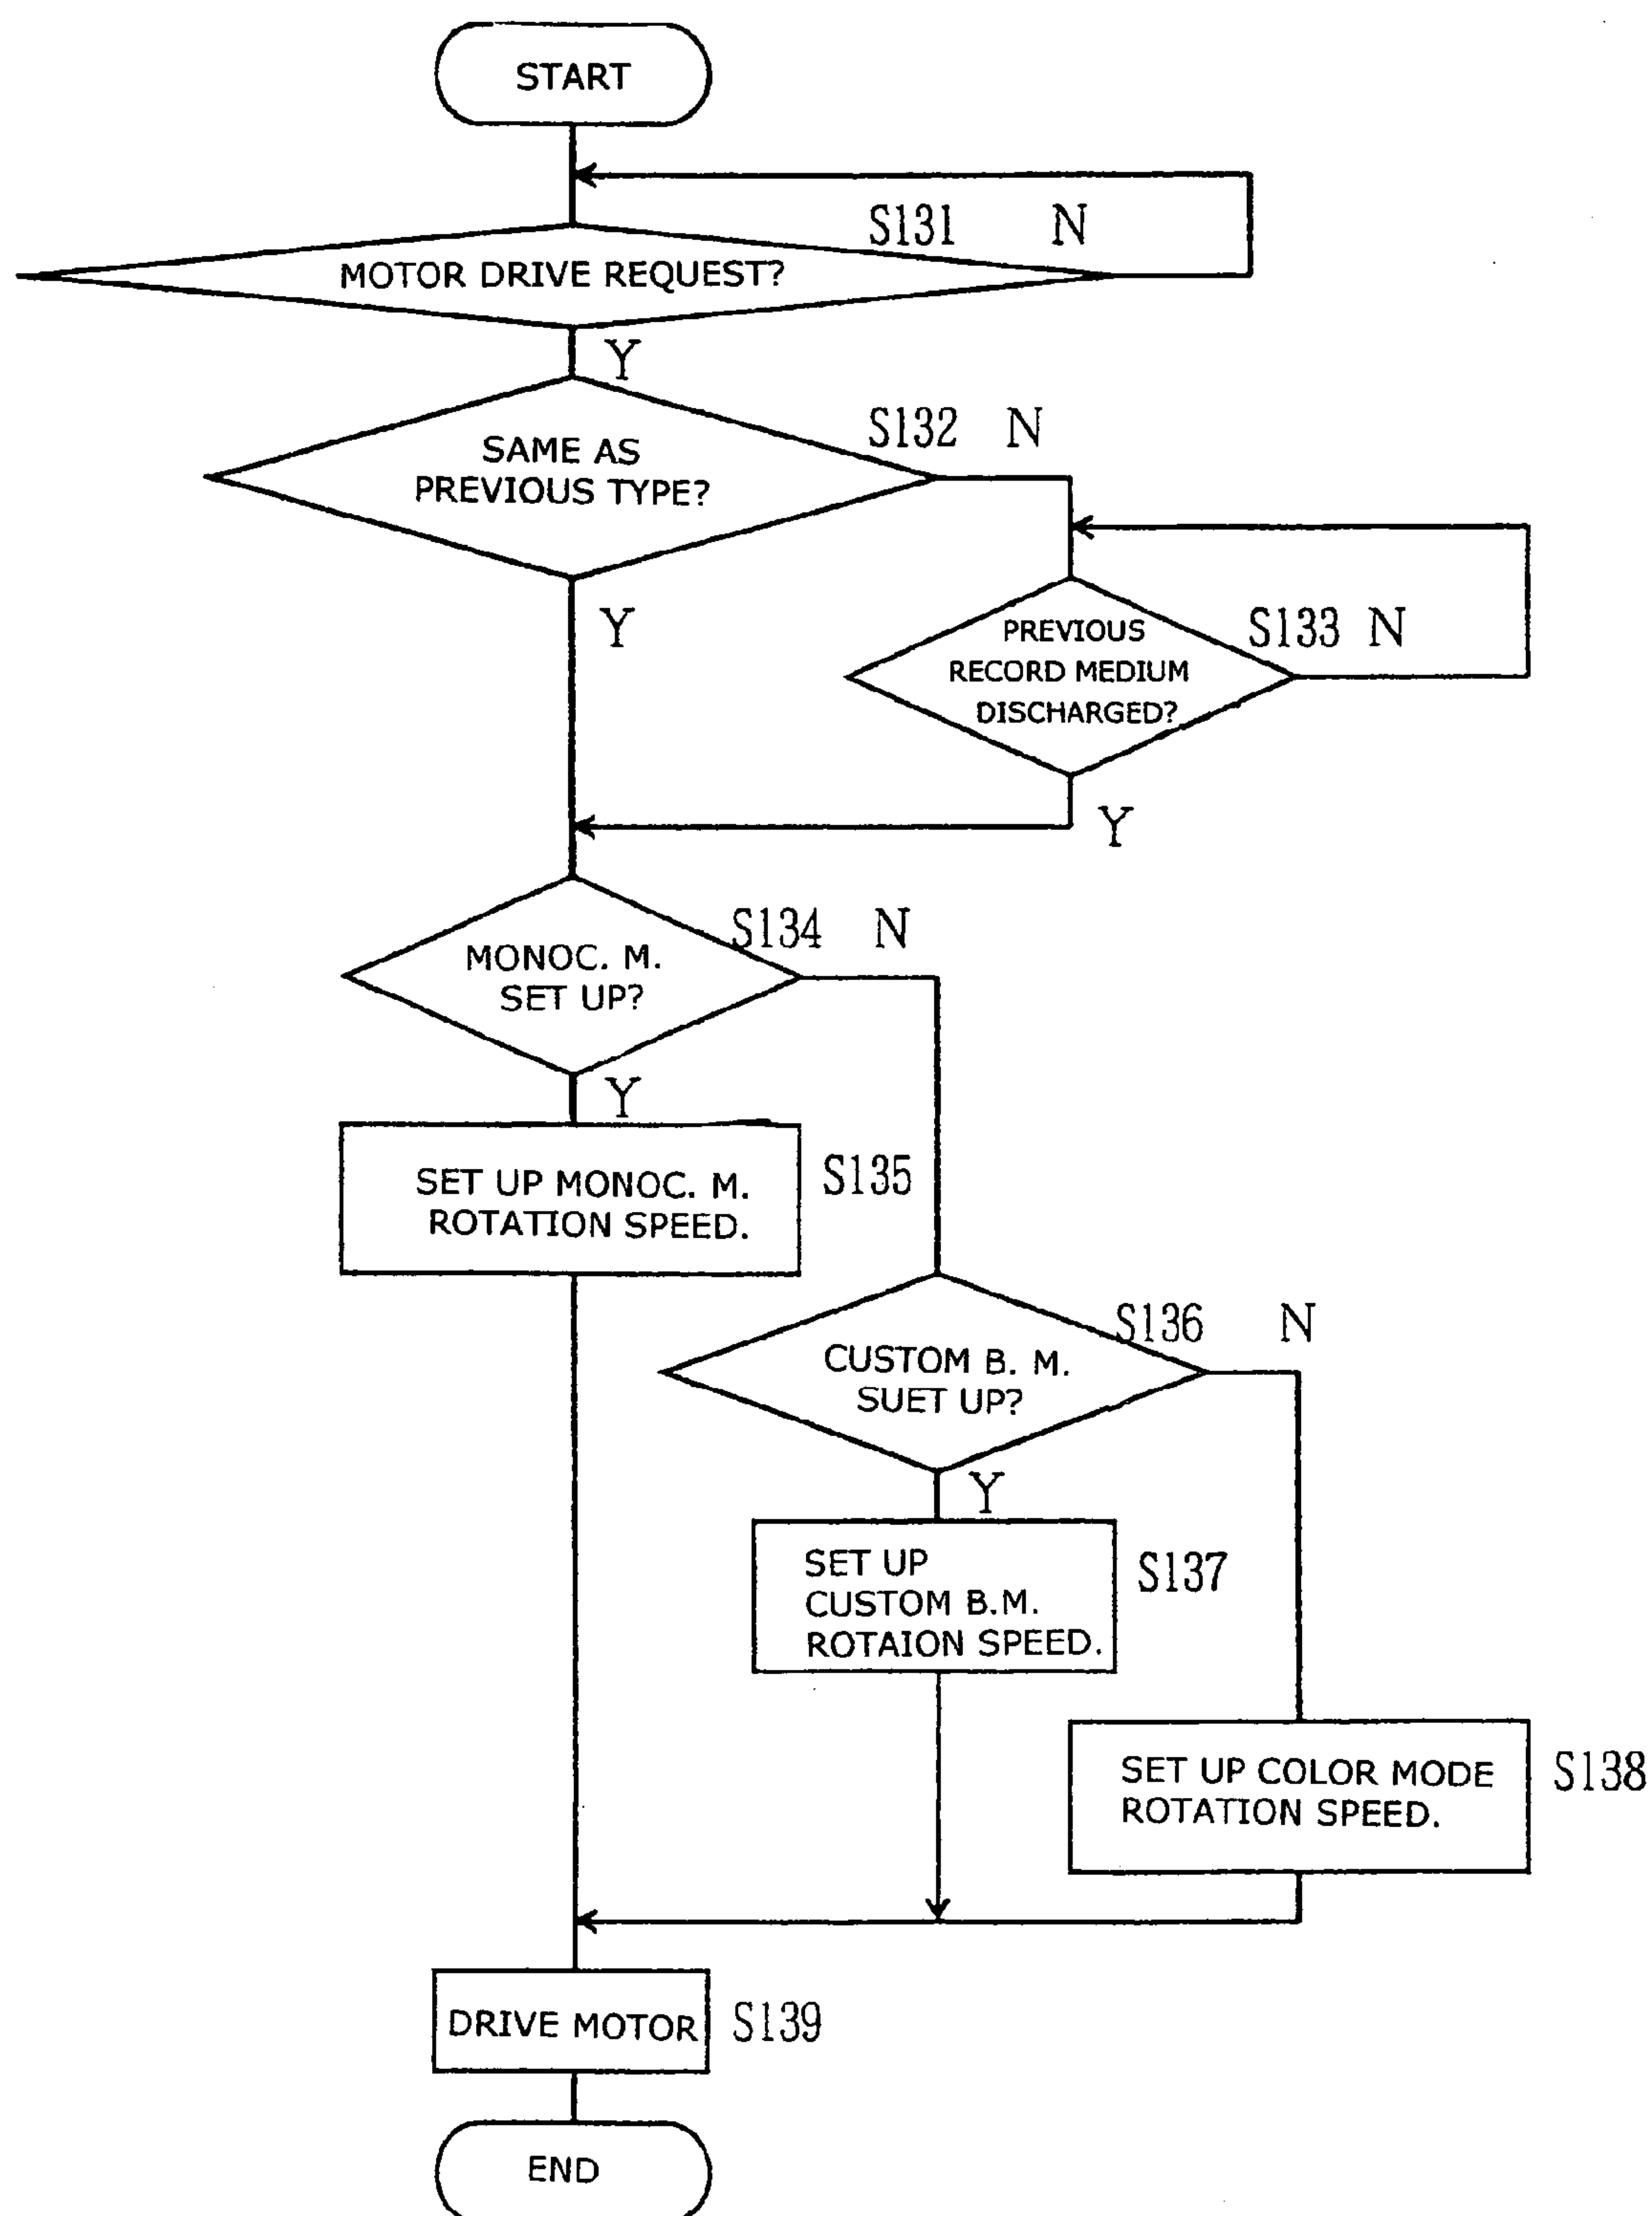 START
S131 N
MOTOR DRIVE REQUEST?
Y
S132 N
SAME AS
PREVIOUS TYPE?
Y
S133 N
PREVIOUS
RECORD MEDIUM
DISCHARGED?
Y
S134 N
MONOC. M.
SET UP?
Y
SET UP MONOC. M.
ROTATION SPEED.
S135
S136 N
CUSTOM B. M.
SUET UP?
Y
SET UP
CUSTOM B.M.
ROTAION SPEED.
S137
SET UP COLOR MODE
ROTATION SPEED.
S138
DRIVE MOTOR
S139
END